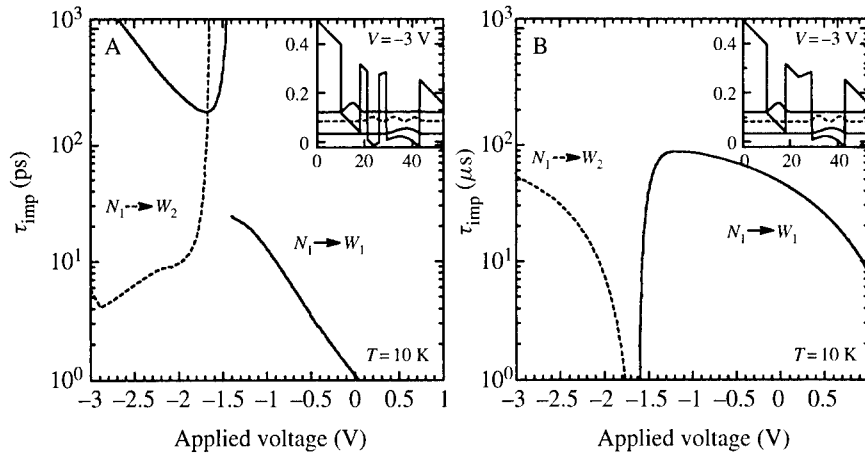 A
10³
10²
10¹
10⁰
τ_imp (ps)
N₁ ⇢ W₂
N₁ → W₁
T = 10 K
−3 −2.5 −2 −1.5 −1 −0.5 0 0.5 1
Applied voltage (V)
V = −3 V
0.4
0.2
0
0 20 40
B
10³
10²
10¹
10⁰
τ_imp (μs)
N₁ ⇢ W₂
N₁ → W₁
T = 10 K
−3 −2.5 −2 −1.5 −1 −0.5 0 0.5
Applied voltage (V)
V = −3 V
0.4
0.2
0
0 20 40